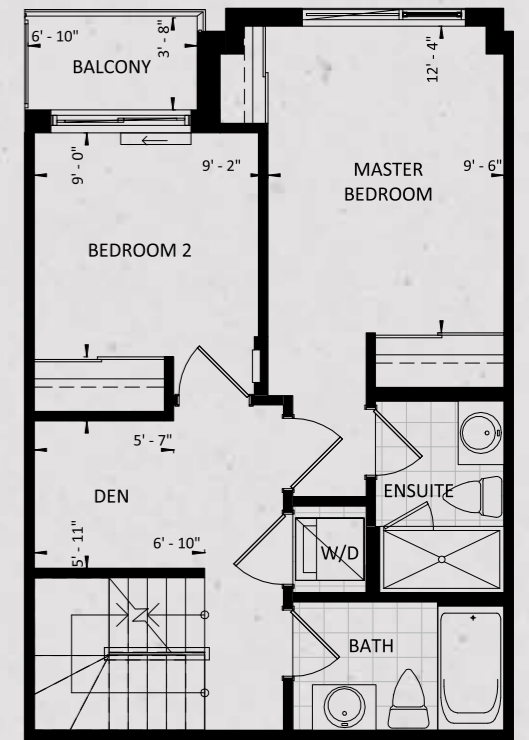 6' - 10"
3' - 8"
BALCONY
12' - 4"
9' - 0"
9' - 2"
MASTER
BEDROOM
9' - 6"
BEDROOM 2
5' - 7"
DEN
ENSUITE
5' - 11"
6' - 10"
W/D
BATH